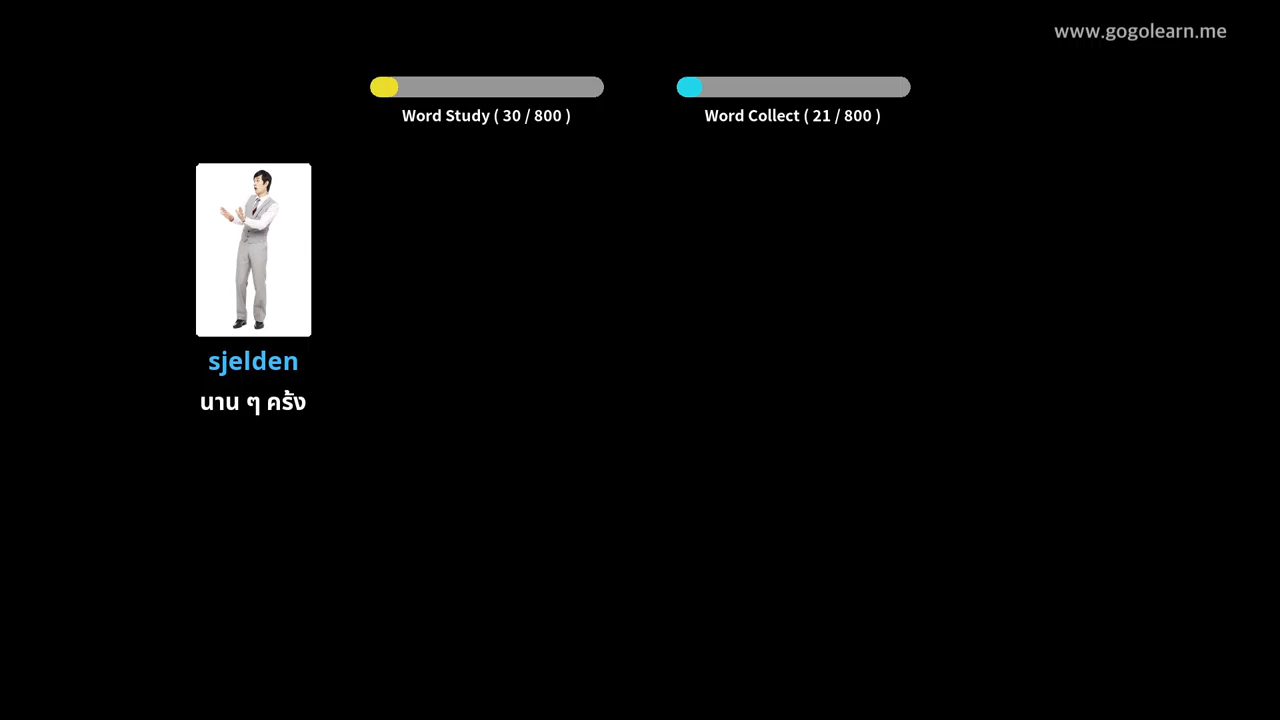 www.gogolearn.me
Word Study ( 30 / 800 )
Word Collect ( 21 / 800 )
sjelden
นาน ๆ ครั้ง